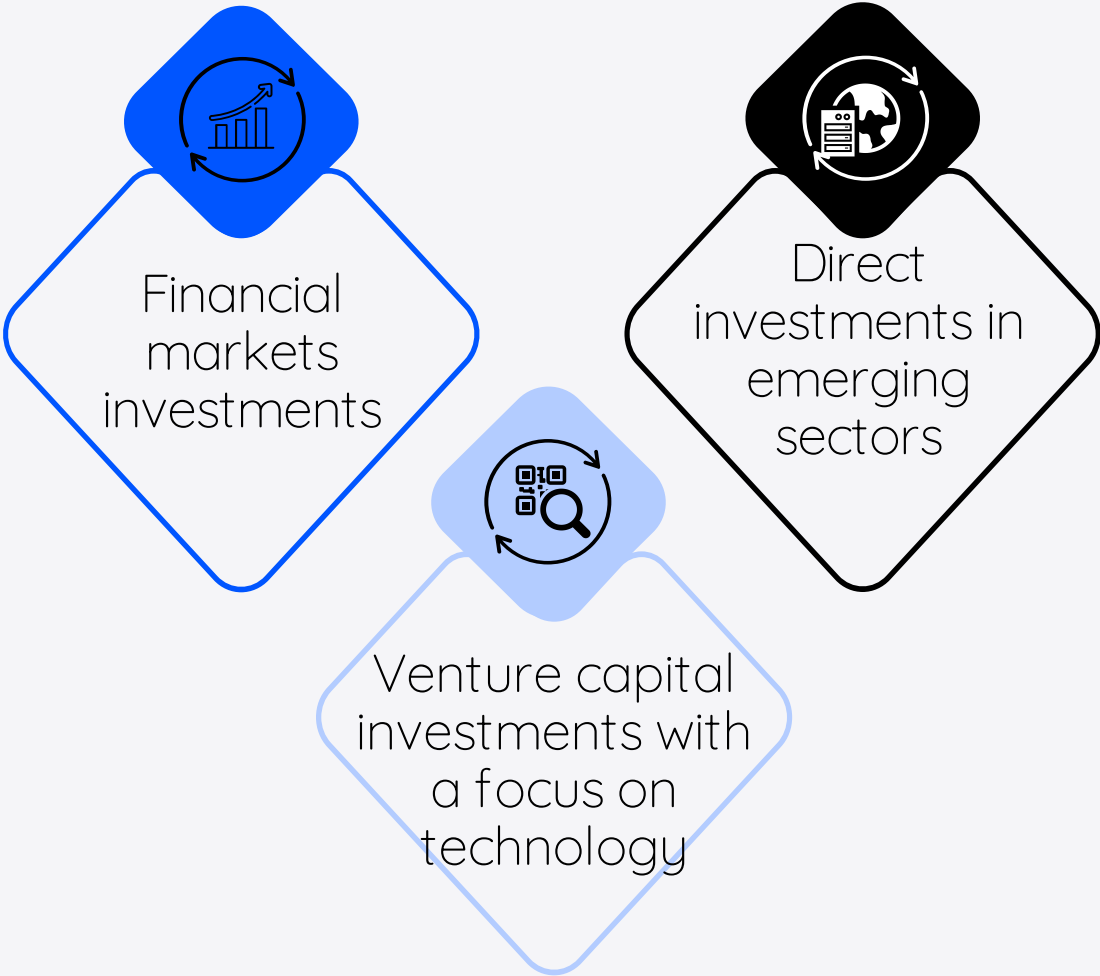 Financial
markets
investments
Direct
investments in
emerging
sectors
Venture capital
investments with
a focus on
technology